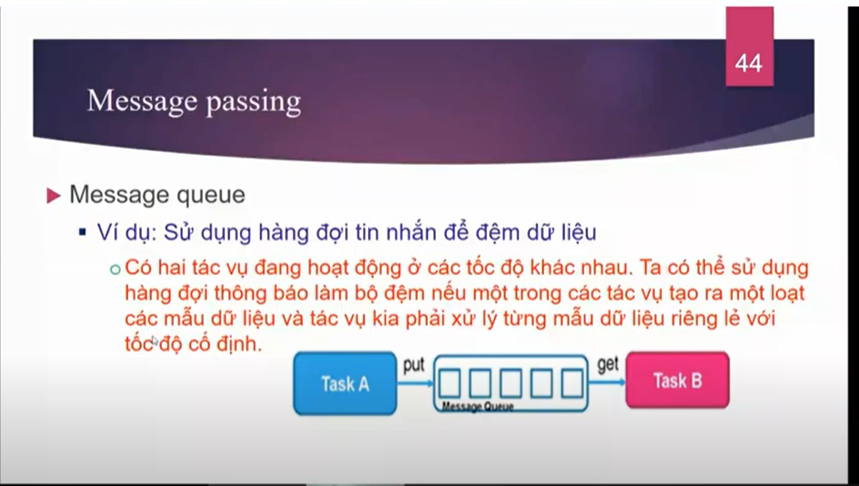 44
Message passing
Message queue
Ví dụ: Sử dụng hàng đợi tin nhắn để đệm dữ liệu
Có hai tác vụ đang hoạt động ở các tốc độ khác nhau. Ta có thể sử dụng
hàng đợi thông báo làm bộ đệm nếu một trong các tác vụ tạo ra một loạt
các mẫu dữ liệu và tác vụ kia phải xử lý từng mẫu dữ liệu riêng lẻ với
tốc độ cố định.
Task A
put
Message Queue
get
Task B